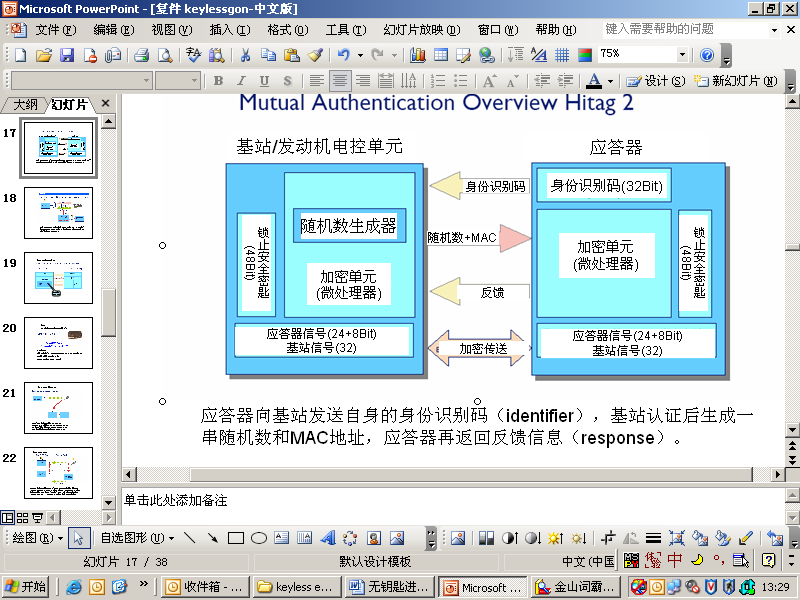 Microsoft PowerPoint - [复件 keylessgon-中文版]
文件(F) 编辑(E) 视图(V) 插入(I) 格式(O) 工具(T) 幻灯片放映(D) 窗口(W) 帮助(H) 键入需要帮助的问题
75%
B I U S A A A 设计(S) 新幻灯片(N)
大纲 幻灯片
17
18
19
20
21
22
Mutual Authentication Overview Hitag 2
基站/发动机电控单元
应答器
身份识别码
身份识别码(32Bit)
锁止安全密匙(48Bit)
随机数生成器
随机数+MAC
加密单元
(微处理器)
加密单元
(微处理器)
锁止安全密匙(48Bit)
反馈
应答器信号(24+8Bit)
基站信号(32)
加密传送
应答器信号(24+8Bit)
基站信号(32)
应答器向基站发送自身的身份识别码（identifier），基站认证后生成一
串随机数和MAC地址，应答器再返回反馈信息（response）。
单击此处添加备注
绘图(R) 自选图形(U)
幻灯片 17 / 38 默认设计模板 中文(中国 中
开始 收件箱 - ... keyless e... 无钥匙进... Microsoft ... 金山词霸... 13:29